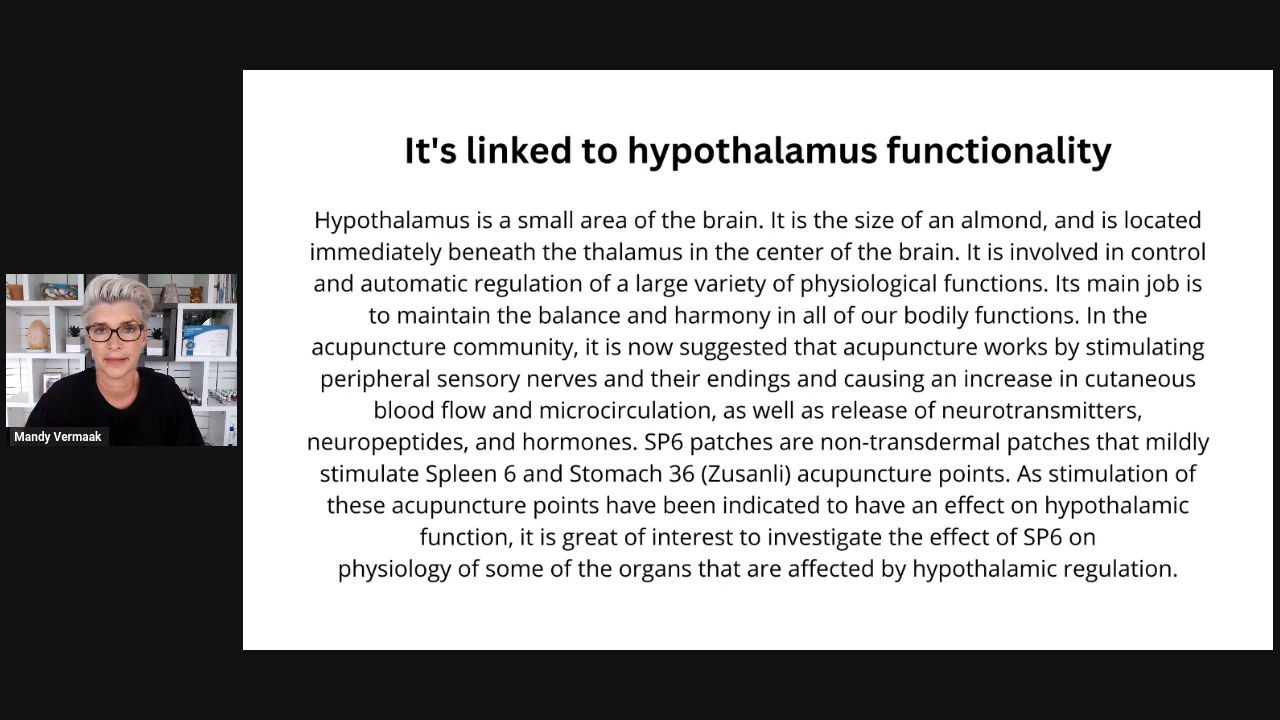 It's linked to hypothalamus functionality
Hypothalamus is a small area of the brain. It is the size of an almond, and is located
immediately beneath the thalamus in the center of the brain. It is involved in control
and automatic regulation of a large variety of physiological functions. Its main job is
to maintain the balance and harmony in all of our bodily functions. In the
acupuncture community, it is now suggested that acupuncture works by stimulating
peripheral sensory nerves and their endings and causing an increase in cutaneous
blood flow and microcirculation, as well as release of neurotransmitters,
neuropeptides, and hormones. SP6 patches are non-transdermal patches that mildly
stimulate Spleen 6 and Stomach 36 (Zusanli) acupuncture points. As stimulation of
these acupuncture points have been indicated to have an effect on hypothalamic
function, it is great of interest to investigate the effect of SP6 on
physiology of some of the organs that are affected by hypothalamic regulation.
Mandy Vermaak